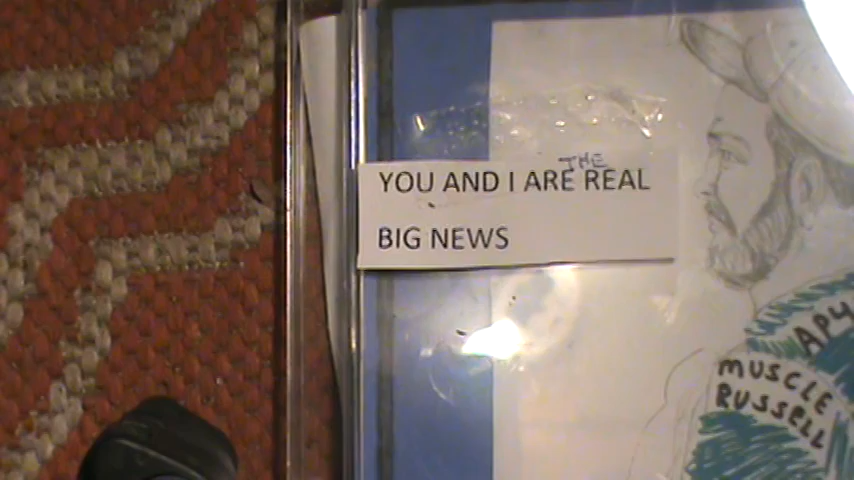 YOU AND I ARE THE REAL
BIG NEWS
APY
MUSCLE
RUSSELL